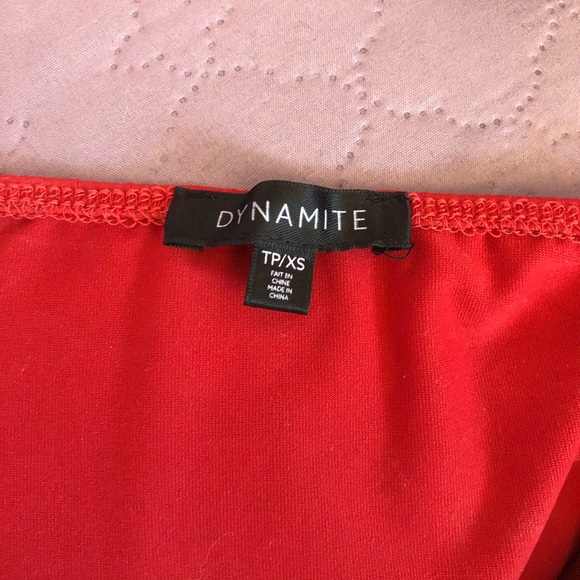 DYNAMITE
TP/XS
FAIT EN
CHINE
MADE IN
CHINA